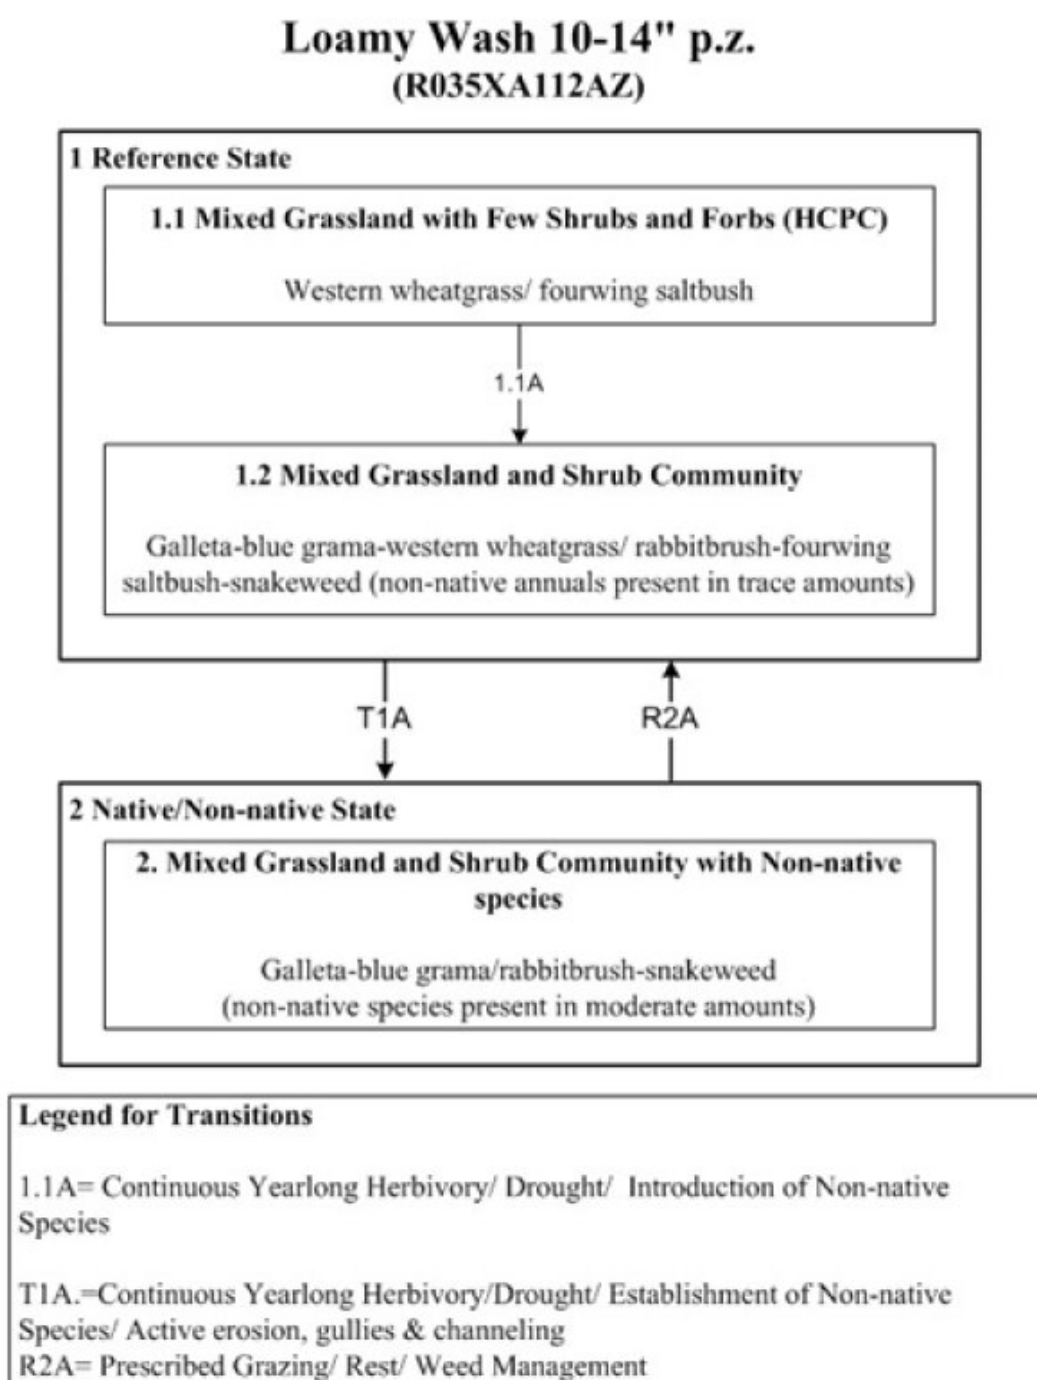 Loamy Wash 10-14" p.z.
(R035XA112AZ)
1 Reference State
1.1 Mixed Grassland with Few Shrubs and Forbs (HCPC)
Western wheatgrass/ fourwing saltbush
1.1A
1.2 Mixed Grassland and Shrub Community
Galleta-blue grama-western wheatgrass/ rabbitbrush-fourwing
saltbush-snakeweed (non-native annuals present in trace amounts)
T1A
R2A
2 Native/Non-native State
2. Mixed Grassland and Shrub Community with Non-native
species
Galleta-blue grama/rabbitbrush-snakeweed
(non-native species present in moderate amounts)
Legend for Transitions
1.1A= Continuous Yearlong Herbivory/ Drought/ Introduction of Non-native
Species
T1A.=Continuous Yearlong Herbivory/Drought/ Establishment of Non-native
Species/ Active erosion, gullies & channeling
R2A= Prescribed Grazing/ Rest/ Weed Management